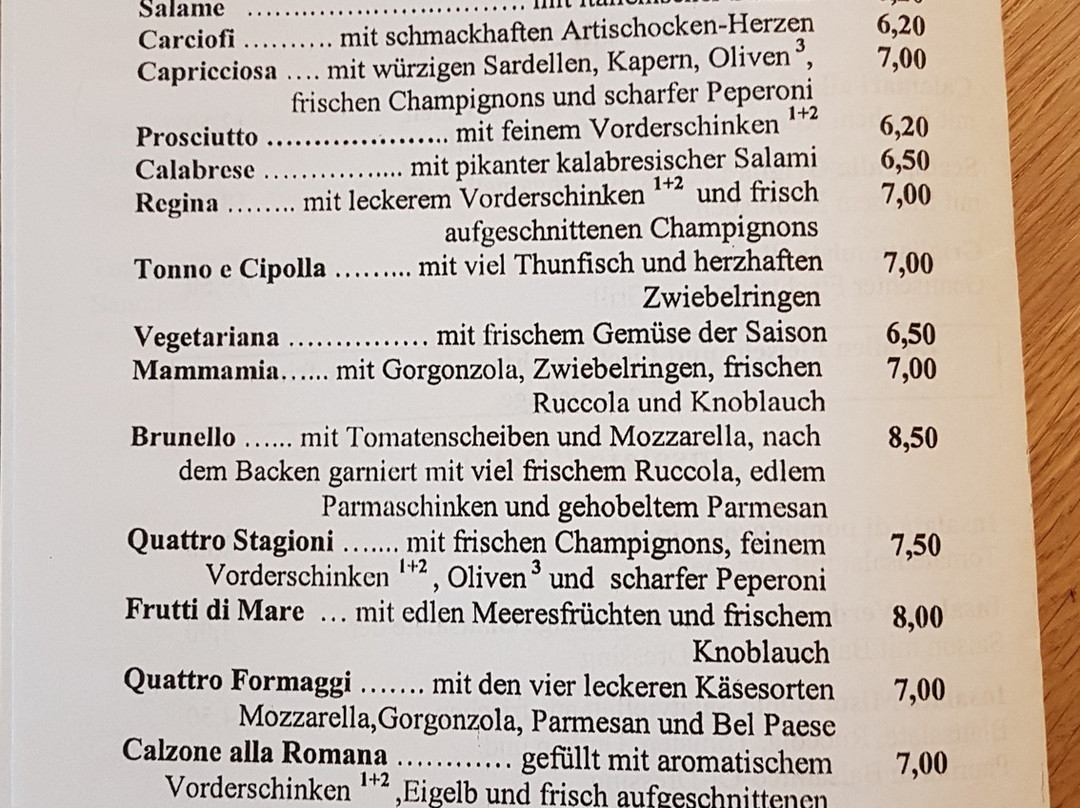 Salame ................................. mit
Carciofi .......... mit schmackhaften Artischocken-Herzen 6,20
Capricciosa .... mit würzigen Sardellen, Kapern, Oliven 3, 7,00
frischen Champignons und scharfer Peperoni
Prosciutto .................... mit feinem Vorderschinken 1+2 6,20
Calabrese .................. mit pikanter kalabresischer Salami 6,50
Regina ........ mit leckerem Vorderschinken 1+2 und frisch 7,00
aufgeschnittenen Champignons
Tonno e Cipolla ......... mit viel Thunfisch und herzhaften 7,00
Zwiebelringen
Vegetariana ............... mit frischem Gemüse der Saison 6,50
Mammamia...... mit Gorgonzola, Zwiebelringen, frischen 7,00
Ruccola und Knoblauch
Brunello ...... mit Tomatenscheiben und Mozzarella, nach 8,50
dem Backen garniert mit viel frischem Ruccola, edlem
Parmaschinken und gehobeltem Parmesan
Quattro Stagioni ....... mit frischen Champignons, feinem 7,50
Vorderschinken 1+2 , Oliven 3 und scharfer Peperoni
Frutti di Mare ... mit edlen Meeresfrüchten und frischem 8,00
Knoblauch
Quattro Formaggi ....... mit den vier leckeren Käsesorten 7,00
Mozzarella,Gorgonzola, Parmesan und Bel Paese
Calzone alla Romana ............ gefüllt mit aromatischem 7,00
Vorderschinken 1+2 ,Eigelb und frisch aufgeschnittenen